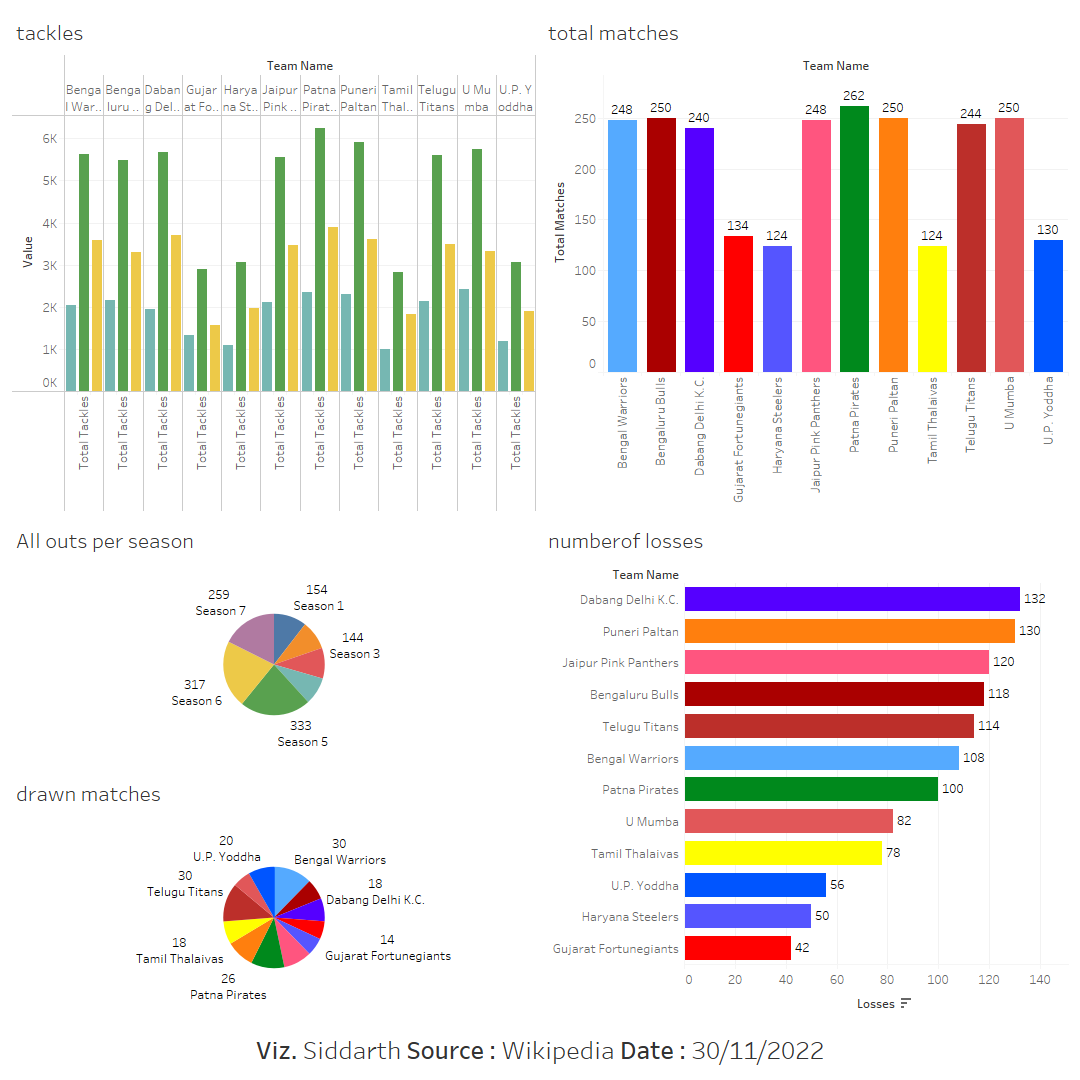 tackles
Team Name
Benga
l War..
Benga
luru ..
Daban
g Del..
Gujar
at Fo..
Harya
na St..
Jaipur
Pink ..
Patna
Pirat..
Puneri
Paltan
Tamil
Thal..
Telugu
Titans
U Mu
mba
U.P. Y
oddha
6K
5K
4K
3K
2K
1K
0K
Value
Total Tackles
Total Tackles
Total Tackles
Total Tackles
Total Tackles
Total Tackles
Total Tackles
Total Tackles
Total Tackles
Total Tackles
Total Tackles
Total Tackles
total matches
Team Name
250
200
150
100
50
0
Total Matches
248
250
240
134
124
248
262
250
124
244
250
130
Bengal Warriors
Bengaluru Bulls
Dabang Delhi K.C.
Gujarat Fortunegiants
Haryana Steelers
Jaipur Pink Panthers
Patna Pirates
Puneri Paltan
Tamil Thalaivas
Telugu Titans
U Mumba
U.P. Yoddha
All outs per season
154
Season 1
144
Season 3
333
Season 5
317
Season 6
259
Season 7
drawn matches
30
Bengal Warriors
18
Dabang Delhi K.C.
14
Gujarat Fortunegiants
26
Patna Pirates
18
Tamil Thalaivas
30
Telugu Titans
20
U.P. Yoddha
numberof losses
Team Name
Dabang Delhi K.C. 132
Puneri Paltan 130
Jaipur Pink Panthers 120
Bengaluru Bulls 118
Telugu Titans 114
Bengal Warriors 108
Patna Pirates 100
U Mumba 82
Tamil Thalaivas 78
U.P. Yoddha 56
Haryana Steelers 50
Gujarat Fortunegiants 42
0 20 40 60 80 100 120 140
Losses
Viz. Siddarth Source : Wikipedia Date : 30/11/2022